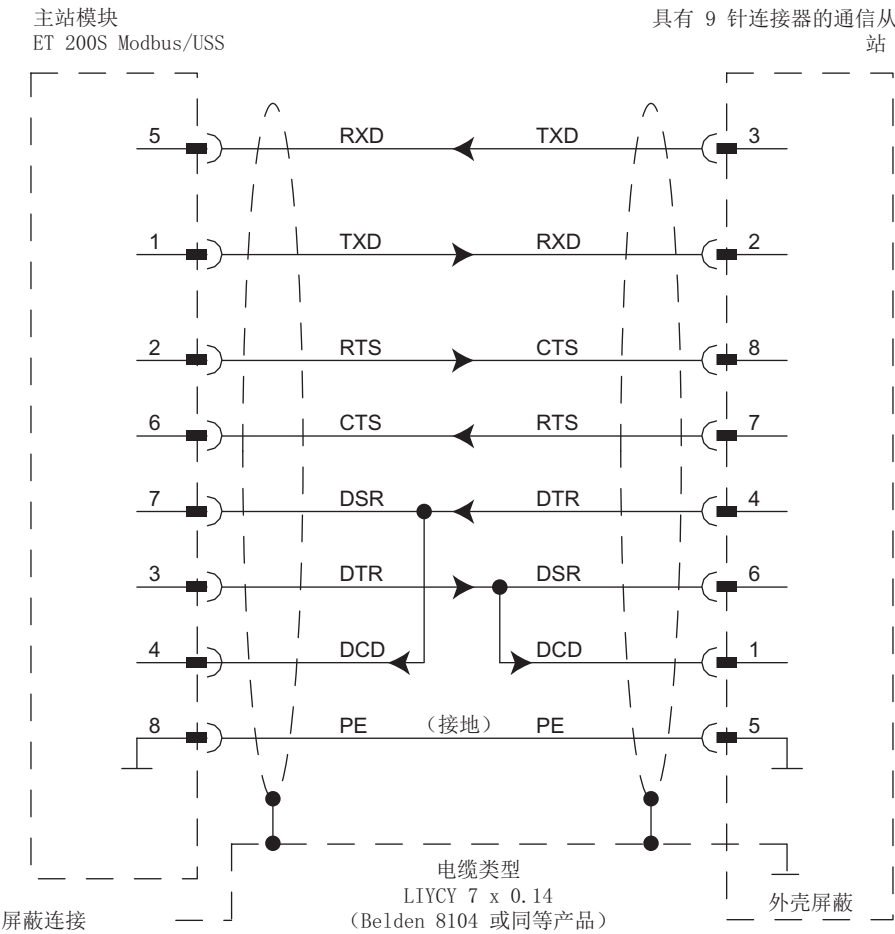 主站模块
ET 200S Modbus/USS
具有 9 针连接器的通信从
站
5 RXD TXD 3
1 TXD RXD 2
2 RTS CTS 8
6 CTS RTS 7
7 DSR DTR 4
3 DTR DSR 6
4 DCD DCD 1
8 PE （接地） PE 5
电缆类型
LIYCY 7 x 0.14
（Belden 8104 或同等产品）
屏蔽连接
外壳屏蔽